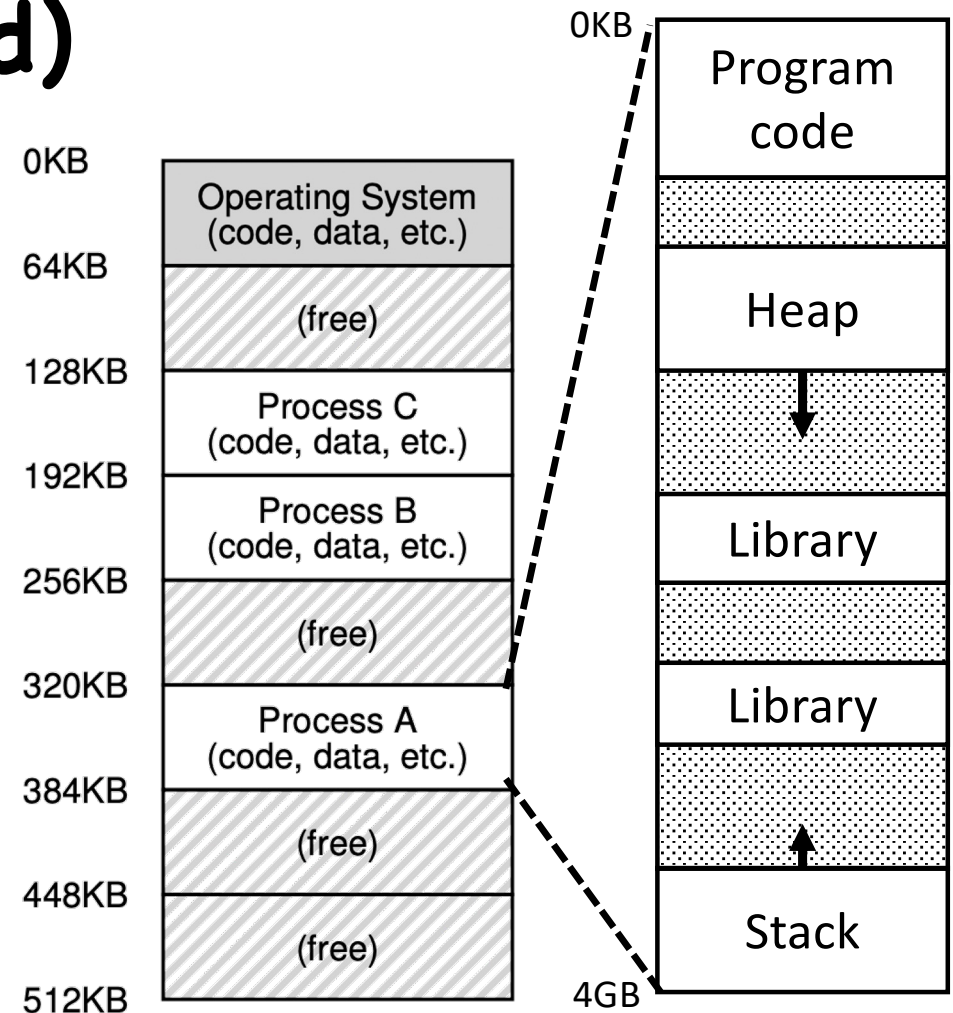 d)
0KB
Operating System
(code, data, etc.)
64KB
(free)
128KB
Process C
(code, data, etc.)
192KB
Process B
(code, data, etc.)
256KB
(free)
320KB
Process A
(code, data, etc.)
384KB
(free)
448KB
(free)
512KB
0KB
Program
code
Heap
Library
Library
Stack
4GB